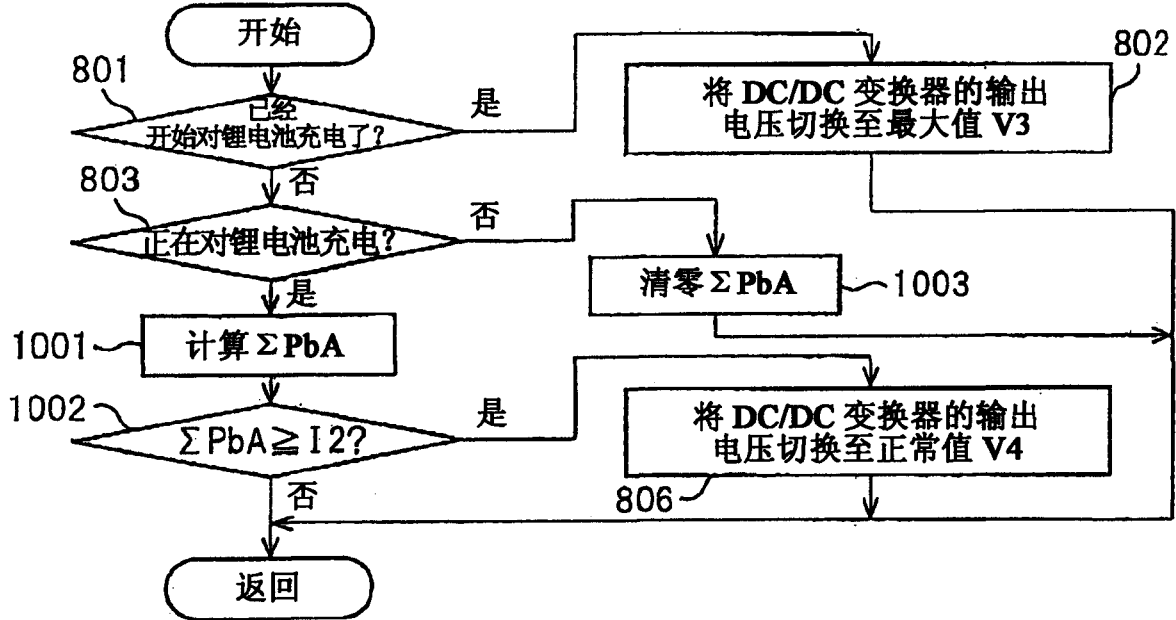 开始
801
已经
开始对锂电池充电了?
是
802
将 DC/DC 变换器的输出
电压切换至最大值 V3
否
803
正在对锂电池充电?
否
清零 Σ PbA
1003
是
1001
计算 Σ PbA
1002
Σ PbA ≧ I2?
是
将 DC/DC 变换器的输出
电压切换至正常值 V4
806
否
返回